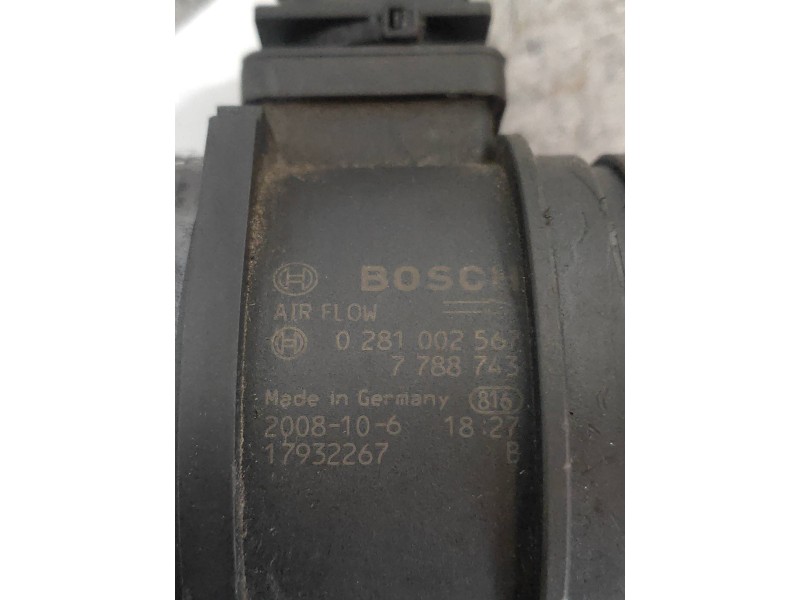 BOSCH
AIR FLOW
0 281 002 567
7 788 743
Made in Germany 816
2008-10-6 18:27
17932267 B